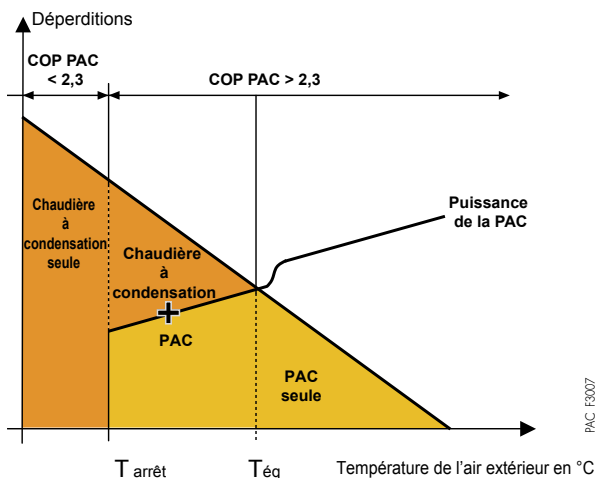 Déperditions
COP PAC
< 2,3
COP PAC > 2,3
Chaudière
à
condensation
seule
Chaudière
à
condensation
+
PAC
Puissance
de la PAC
PAC
seule
PAC F3007
T arrêt
Téq
Température de l'air extérieur en °C